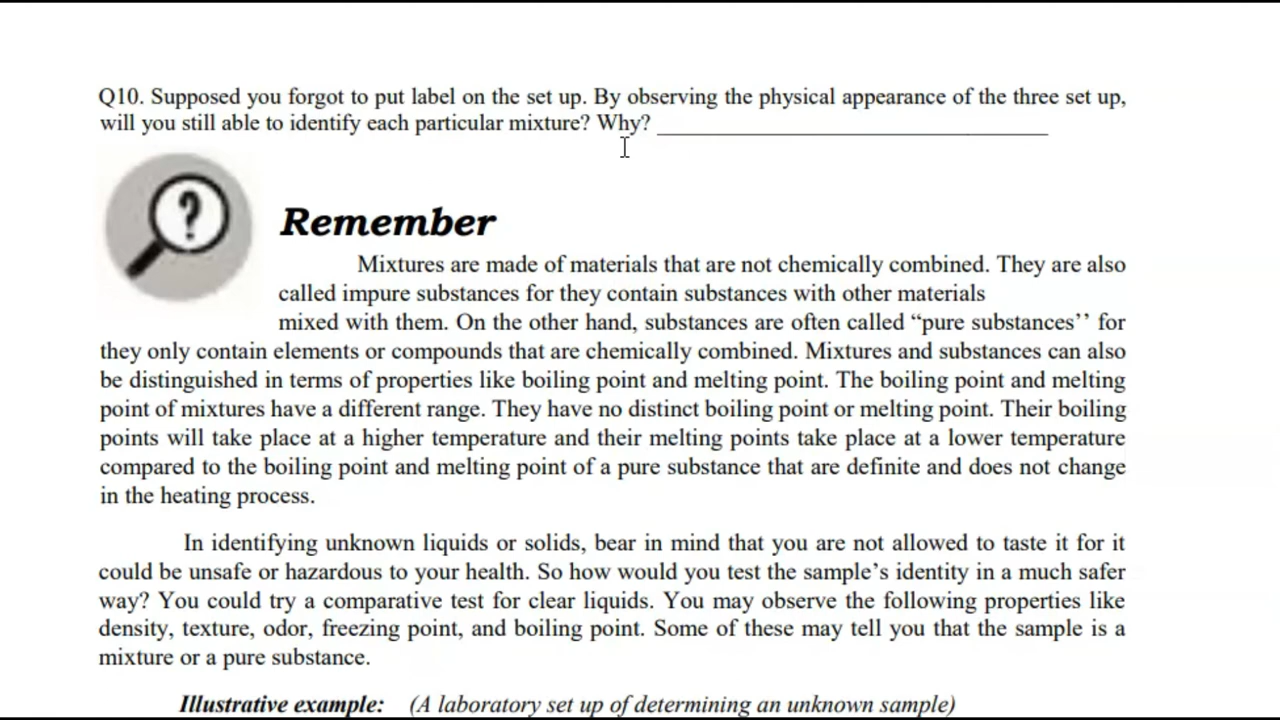 Q10. Supposed you forgot to put label on the set up. By observing the physical appearance of the three set up,
will you still able to identify each particular mixture? Why? ______________________________
?
Remember
Mixtures are made of materials that are not chemically combined. They are also
called impure substances for they contain substances with other materials
mixed with them. On the other hand, substances are often called “pure substances’’ for
they only contain elements or compounds that are chemically combined. Mixtures and substances can also
be distinguished in terms of properties like boiling point and melting point. The boiling point and melting
point of mixtures have a different range. They have no distinct boiling point or melting point. Their boiling
points will take place at a higher temperature and their melting points take place at a lower temperature
compared to the boiling point and melting point of a pure substance that are definite and does not change
in the heating process.
In identifying unknown liquids or solids, bear in mind that you are not allowed to taste it for it
could be unsafe or hazardous to your health. So how would you test the sample’s identity in a much safer
way? You could try a comparative test for clear liquids. You may observe the following properties like
density, texture, odor, freezing point, and boiling point. Some of these may tell you that the sample is a
mixture or a pure substance.
Illustrative example: (A laboratory set up of determining an unknown sample)